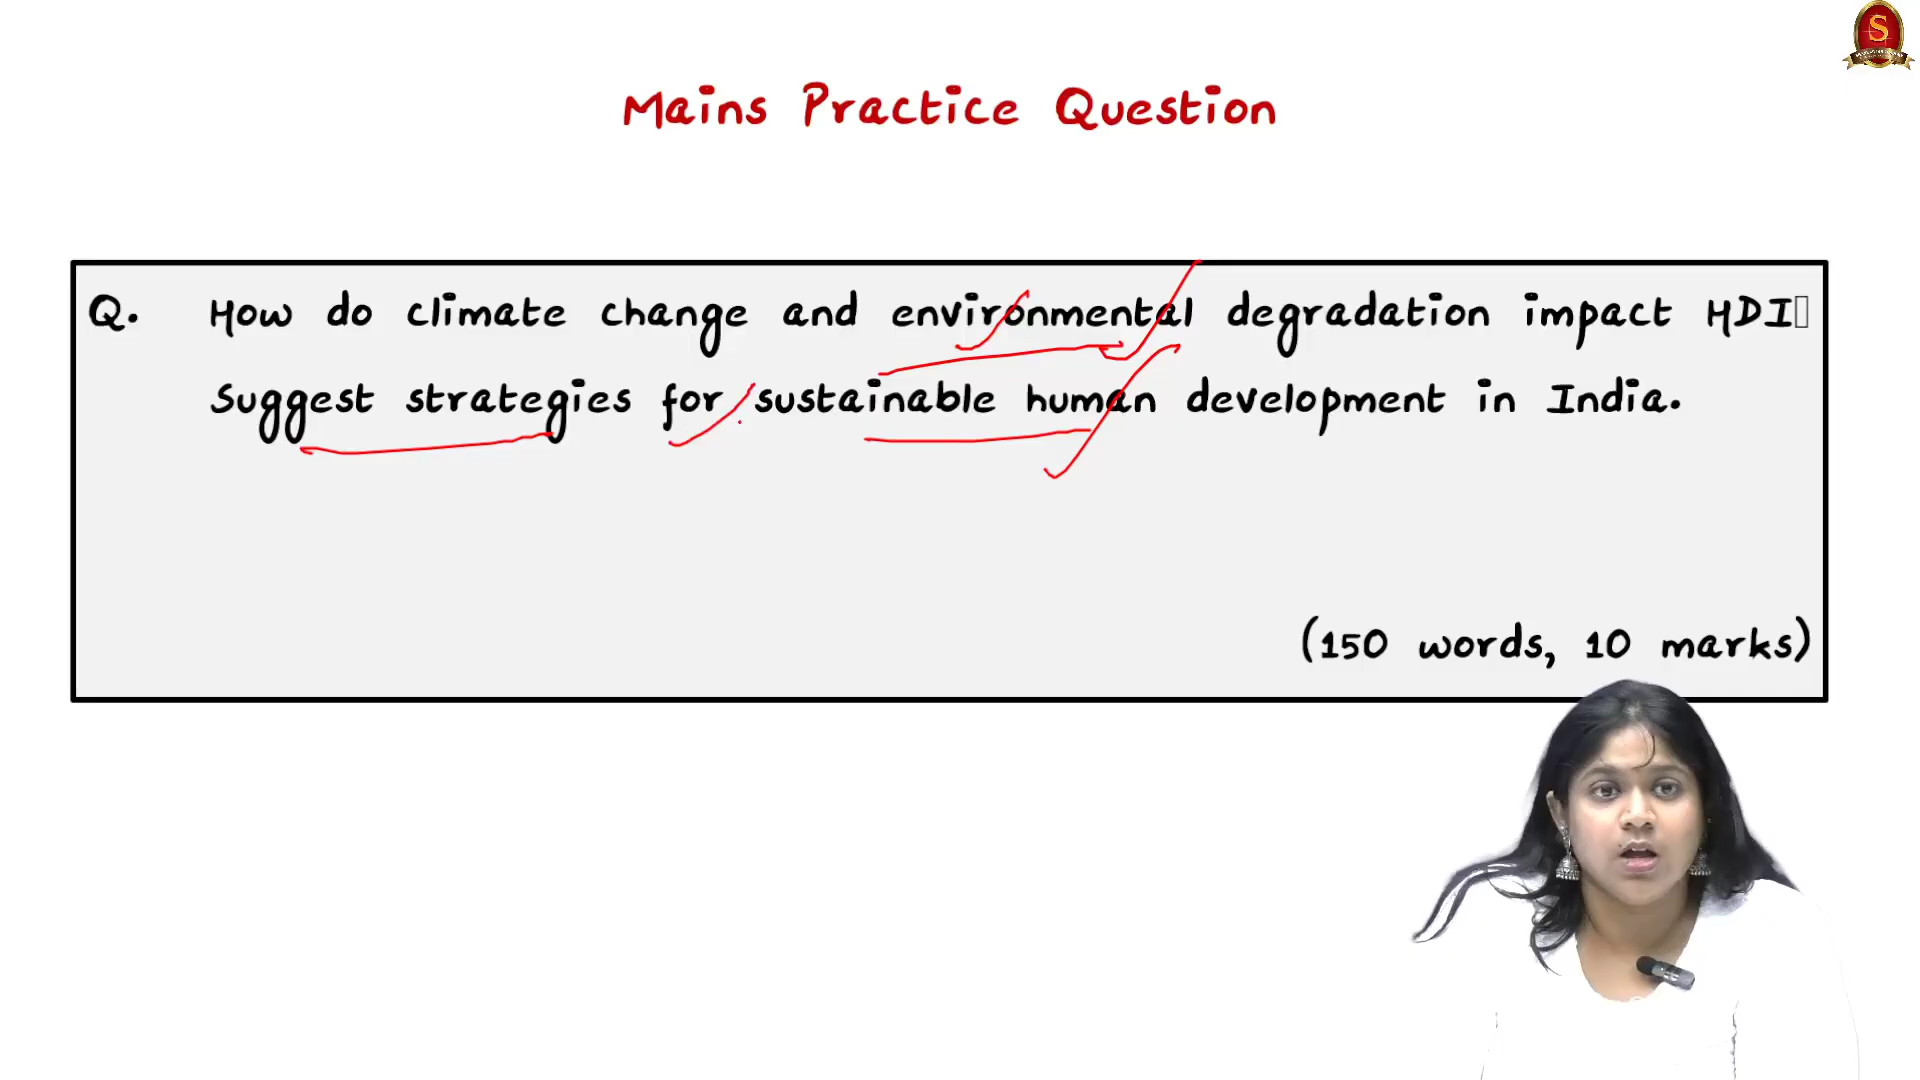 S
Mains Practice Question
Q. How do climate change and environmental degradation impact HDI
Suggest strategies for sustainable human development in India.
(150 words, 10 marks)